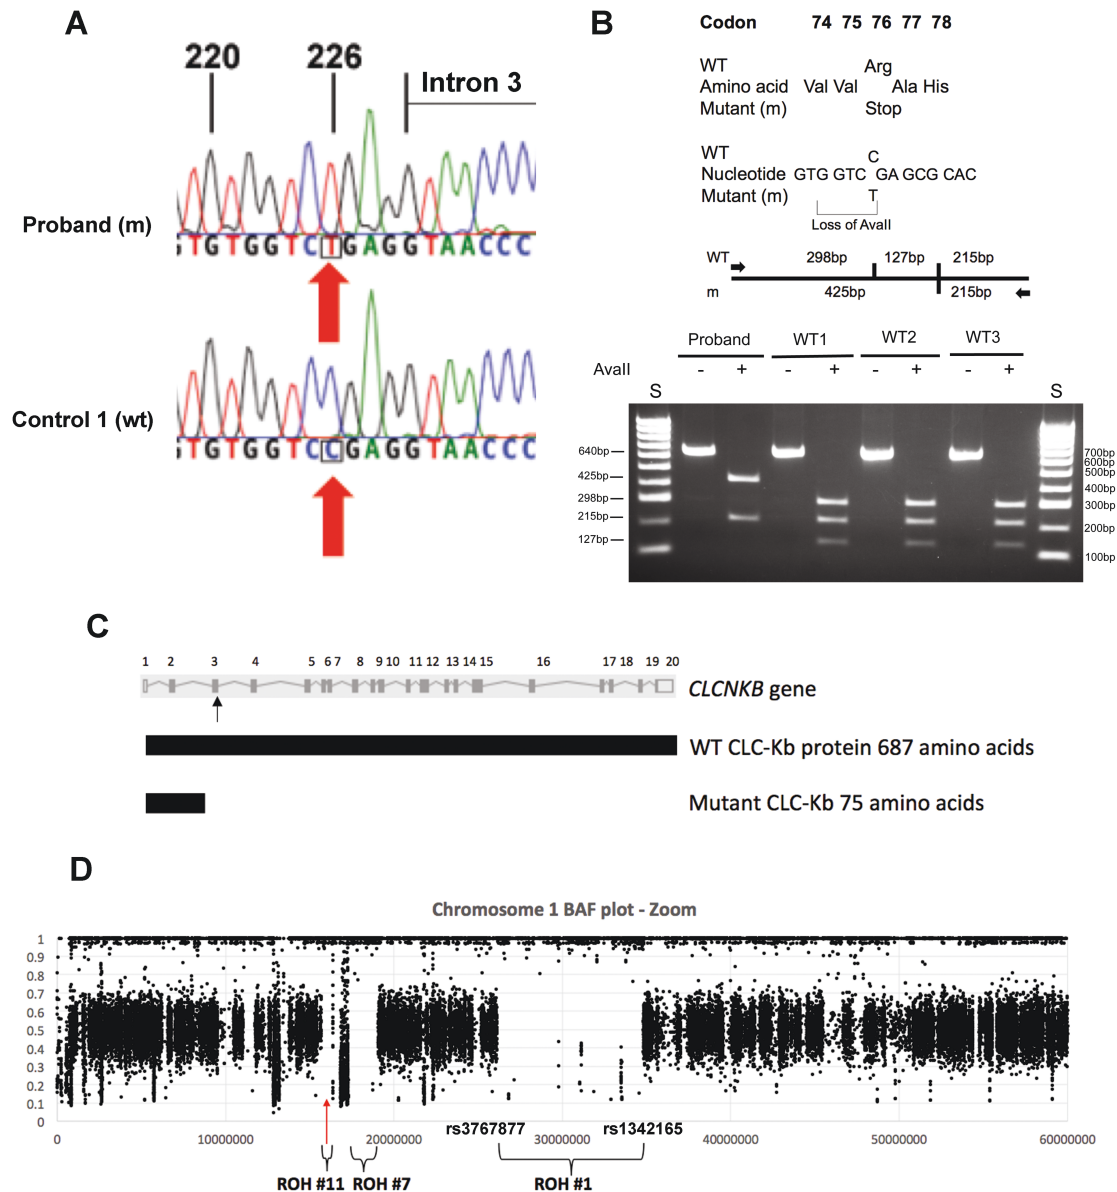 A
220 226
Intron 3
Proband (m)
GTGTGGTCTGAGGTAACCC
Control 1 (wt)
GTGTGGTCCGAGGTAACCC
B
Codon 74 75 76 77 78
WT Arg
Amino acid Val Val Ala His
Mutant (m) Stop
WT C
Nucleotide GTG GTC GA GCG CAC
Mutant (m) T
Loss of AvaII
WT 298bp 127bp 215bp
m 425bp 215bp
Proband WT1 WT2 WT3
AvaII - + - + - + - +
S S
640bp
425bp
298bp
215bp
127bp
700bp
600bp
500bp
400bp
300bp
200bp
100bp
C
1 2 3 4 5 6 7 8 9 10 11 12 13 14 15 16 17 18 19 20
CLCNKB gene
WT CLC-Kb protein 687 amino acids
Mutant CLC-Kb 75 amino acids
D
Chromosome 1 BAF plot - Zoom
1
0.9
0.8
0.7
0.6
0.5
0.4
0.3
0.2
0.1
0
rs3767877 rs1342165
0 10000000 20000000 30000000 40000000 50000000 60000000
ROH #11 ROH #7 ROH #1